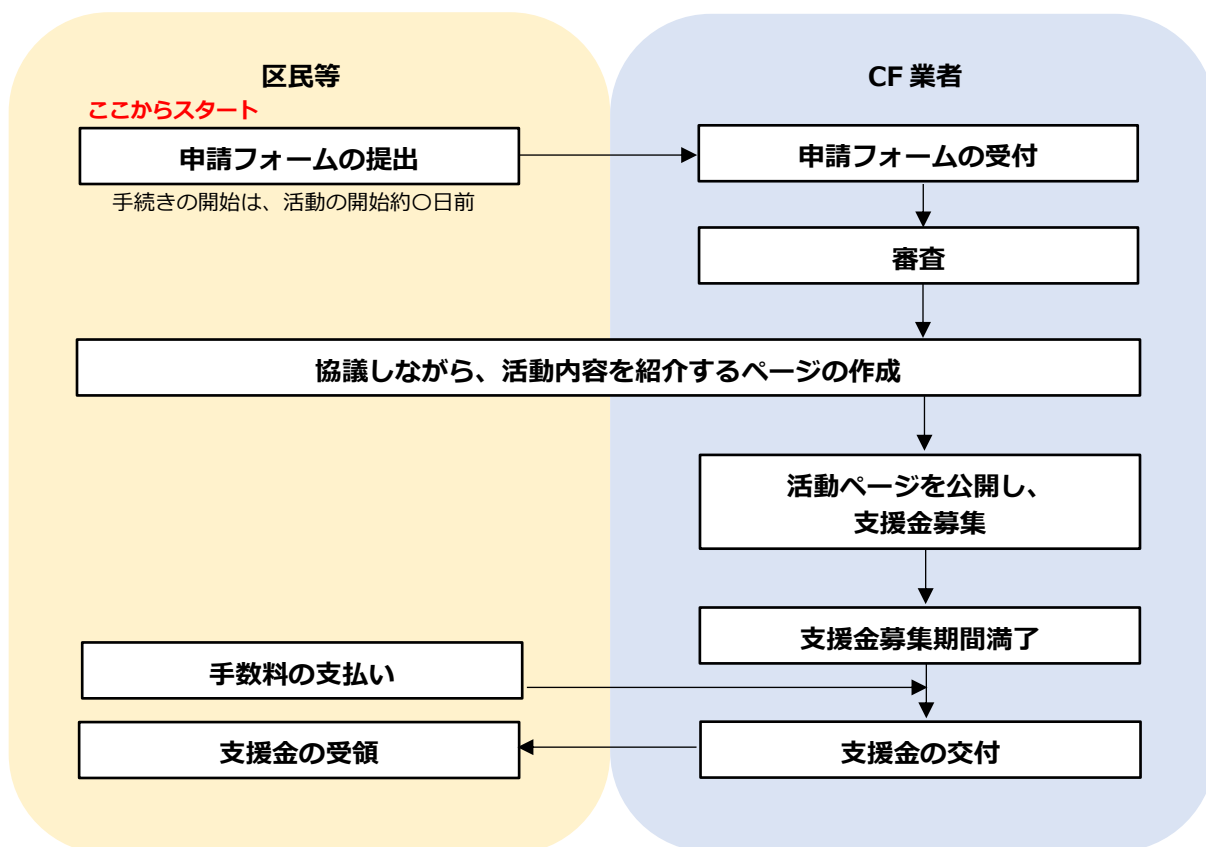 区民等
CF 業者
ここからスタート
申請フォームの提出
申請フォームの受付
手続きの開始は、活動の開始約〇日前
審査
協議しながら、活動内容を紹介するページの作成
活動ページを公開し、
支援金募集
支援金募集期間満了
手数料の支払い
支援金の受領
支援金の交付